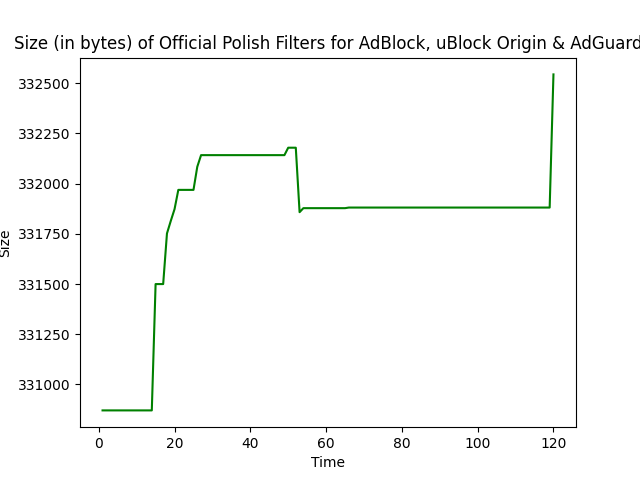 Size (in bytes) of Official Polish Filters for AdBlock, uBlock Origin & AdGuard
332500
332250
332000
331750
331500
331250
331000
Size
0 20 40 60 80 100 120
Time